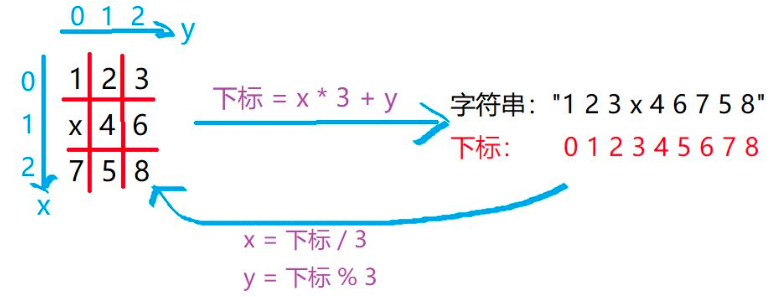 0 1 2
y
0
1
2
x
1 2 3
x 4 6
7 5 8
下标 = x * 3 + y
字符串："1 2 3 x 4 6 7 5 8"
下标： 0 1 2 3 4 5 6 7 8
x = 下标 / 3
y = 下标 % 3